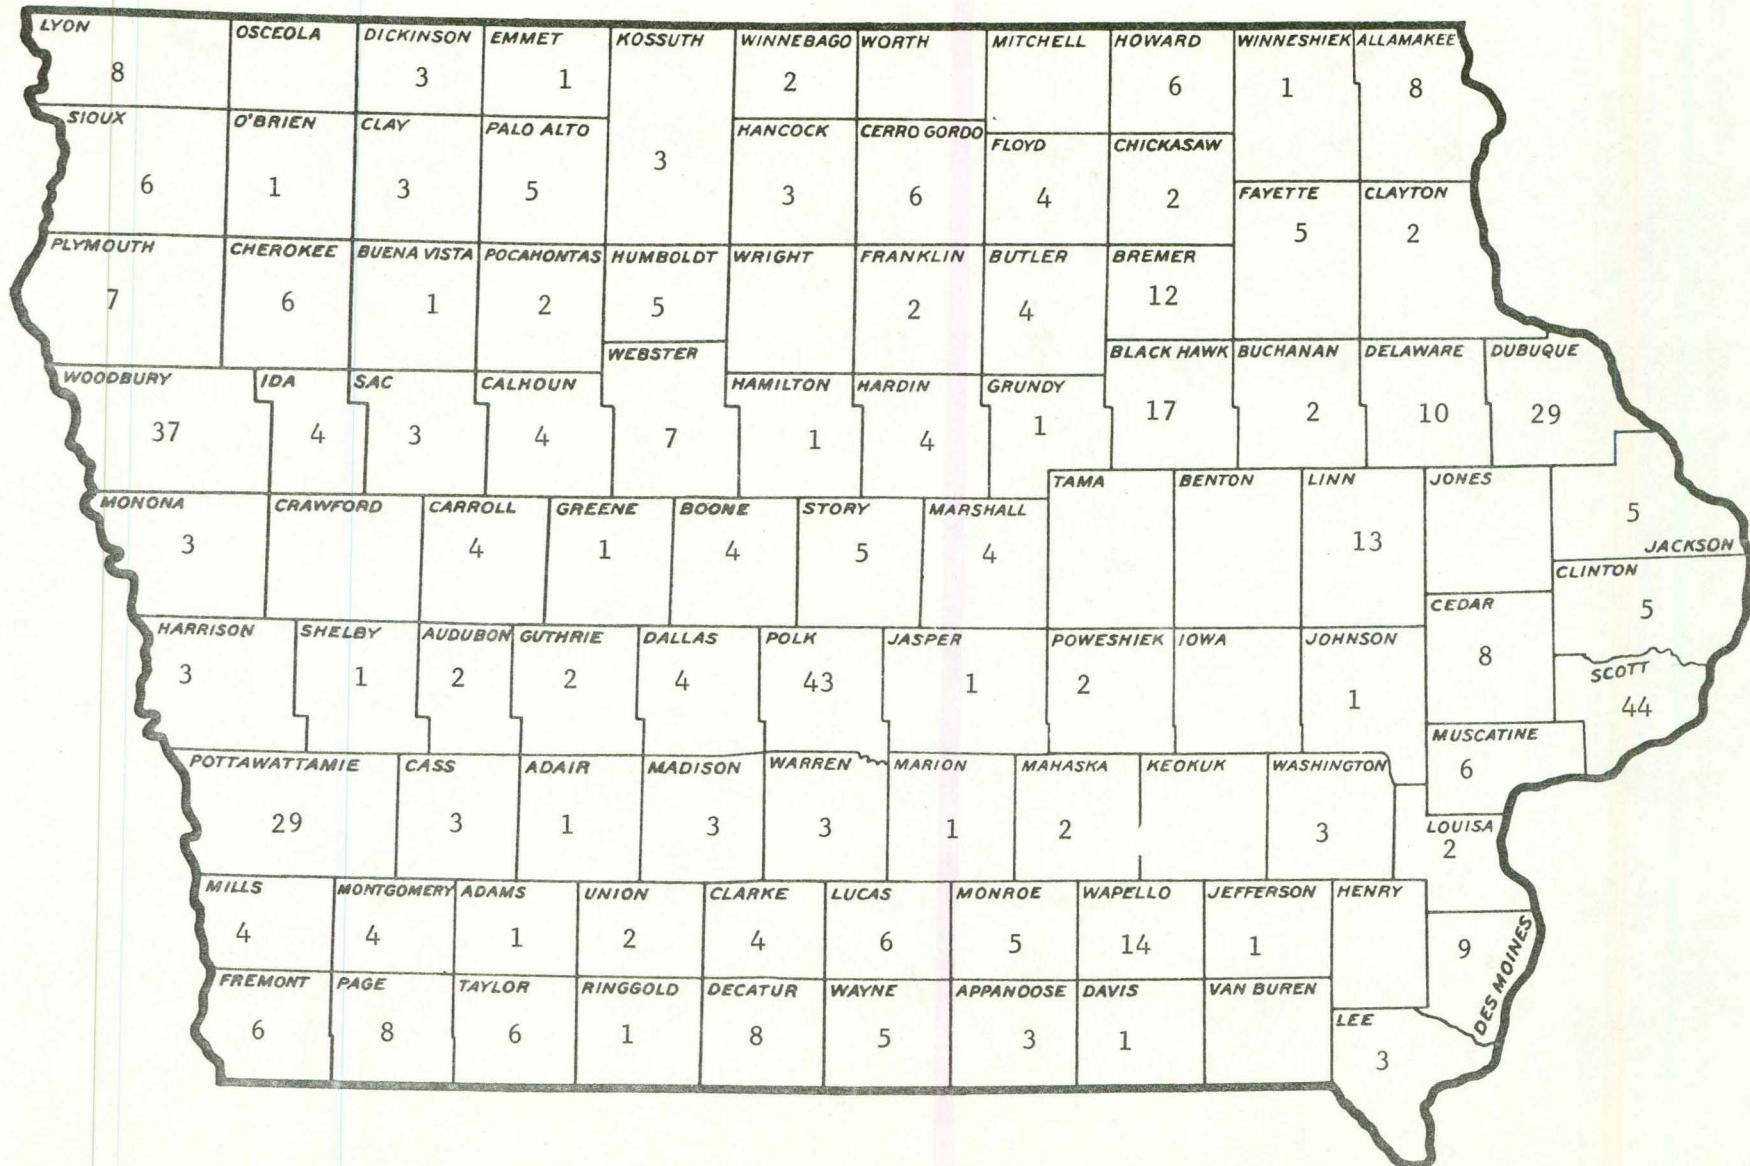 LYON OSCEOLA DICKINSON EMMET KOSSUTH WINNEBAGO WORTH MITCHELL HOWARD WINNESHIEK ALLAMAKEE
8 3 1 2 6 1 8
SIOUX O'BRIEN CLAY PALO ALTO HANCOCK CERRO GORDO FLOYD CHICKASAW
6 1 3 5 3 3 6 4 2
FAYETTE CLAYTON
5 2
PLYMOUTH CHEROKEE BUENA VISTA POCAHONTAS HUMBOLDT WRIGHT FRANKLIN BUTLER BREMER
7 6 1 2 5 2 4 12
WEBSTER BLACK HAWK BUCHANAN DELAWARE DUBUQUE
WOODBURY IDA SAC CALHOUN HAMILTON HARDIN GRUNDY
37 4 3 4 7 1 4 1 17 2 10 29
TAMA BENTON LINN JONES
MONONA CRAWFORD CARROLL GREENE BOONE STORY MARSHALL
3 4 1 4 5 4 13 5
JACKSON
CLINTON
5
CEDAR
8
HARRISON SHELBY AUDUBON GUTHRIE DALLAS POLK JASPER POWESHIEK IOWA JOHNSON
3 1 2 2 4 43 1 2 1
SCOTT
44
MUSCATINE
6
POTTAWATTAMIE CASS ADAIR MADISON WARREN MARION MAHASKA KEOKUK WASHINGTON
29 3 1 3 3 1 2 3
LOUISA
2
MILLS MONTGOMERY ADAMS UNION CLARKE LUCAS MONROE WAPELLO JEFFERSON HENRY
4 4 1 2 4 6 5 14 1 9
DES MOINES
FREMONT PAGE TAYLOR RINGGOLD DECATUR WAYNE APPANOOSE DAVIS VAN BUREN
6 8 6 1 8 5 3 1
LEE
3